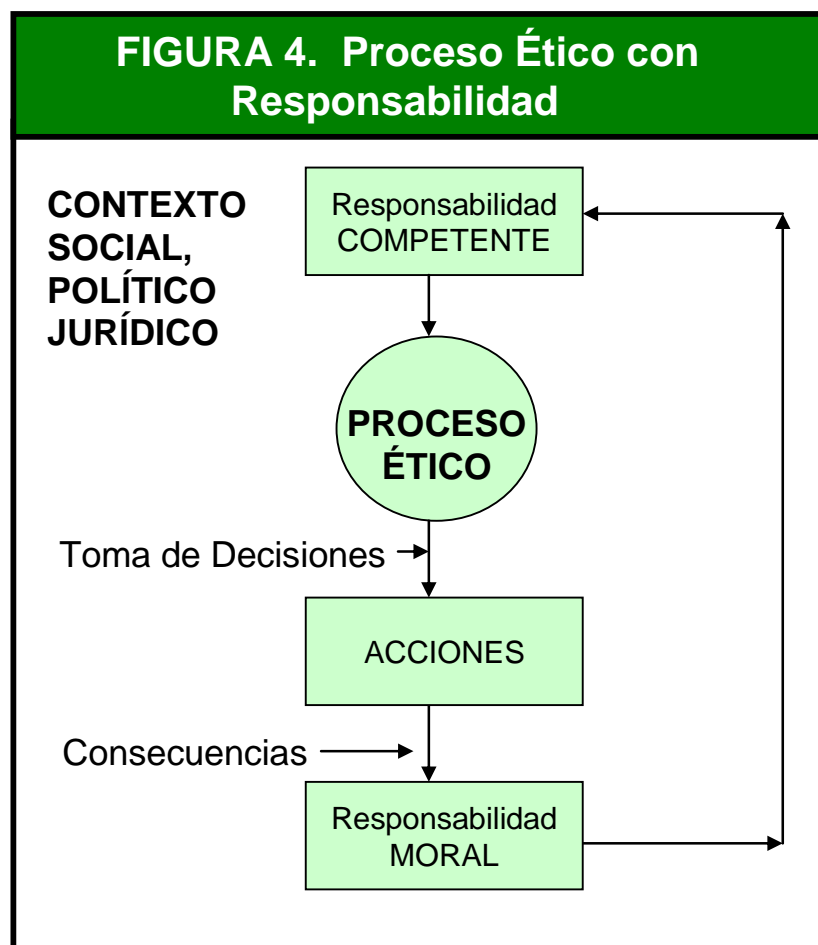 FIGURA 4. Proceso Ético con
Responsabilidad
CONTEXTO
SOCIAL,
POLÍTICO
JURÍDICO
Responsabilidad
COMPETENTE
PROCESO
ÉTICO
Toma de Decisiones
ACCIONES
Consecuencias
Responsabilidad
MORAL